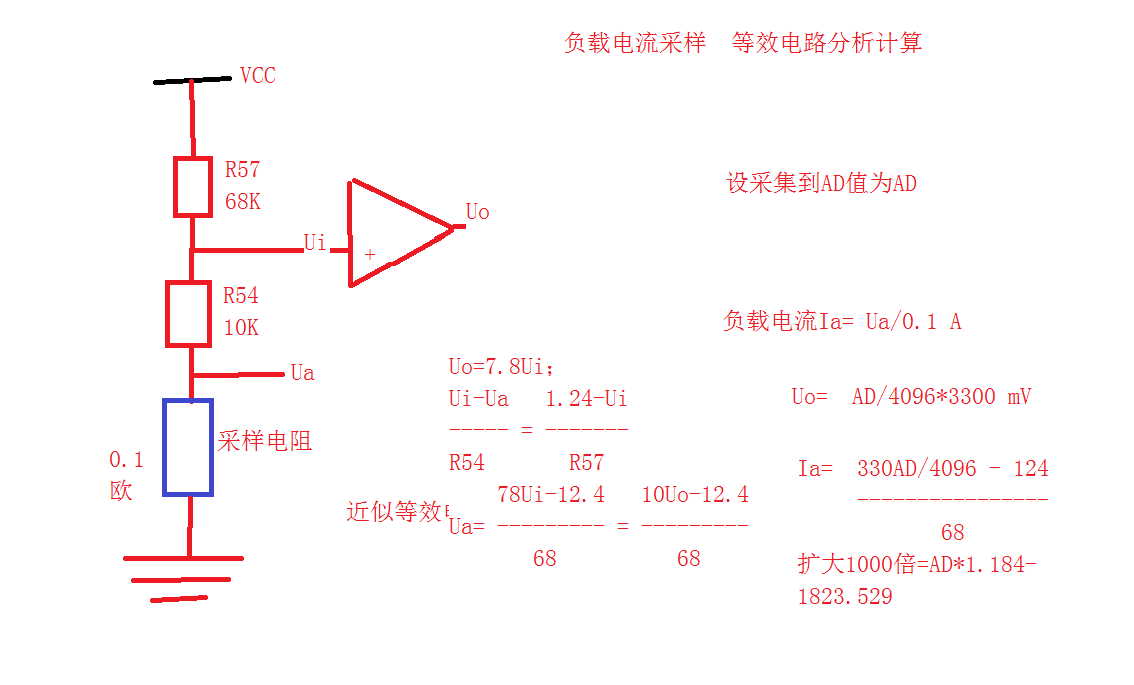 负载电流采样  等效电路分析计算
VCC
R57
68K
设采集到AD值为AD
Uo
Ui
+
R54
10K
负载电流Ia= Ua/0.1 A
Ua
Uo=7.8Ui;
Ui-Ua   1.24-Ui
----- = -------
R54       R57
78Ui-12.4   10Uo-12.4
Ua= --------- = ---------
68          68
Uo=  AD/4096*3300 mV
Ia=  330AD/4096 - 124
----------------
68
扩大1000倍=AD*1.184-
1823.529
采样电阻
0.1
欧
近似等效